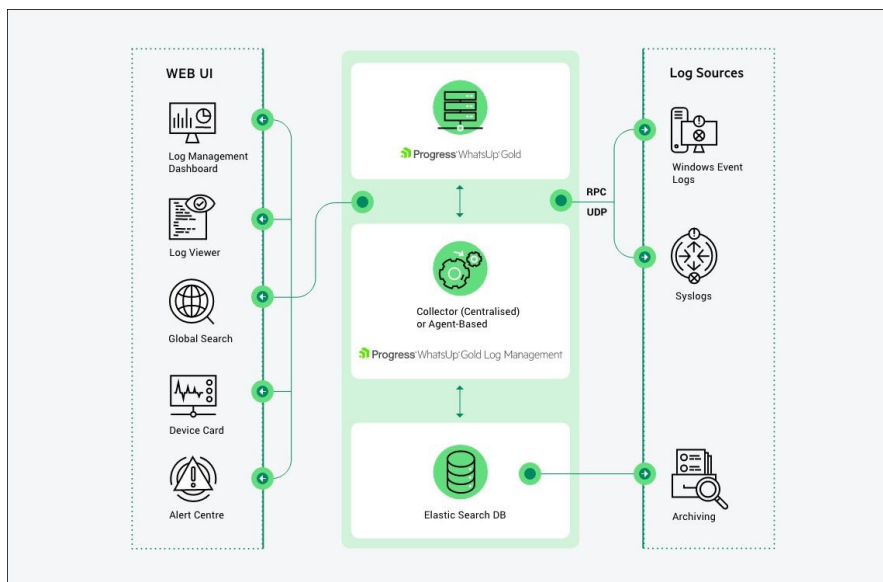 WEB UI
Log Management
Dashboard
Log Viewer
Global Search
Device Card
Alert Centre
Progress WhatsUp Gold
Collector (Centralised)
or Agent-Based
Progress WhatsUp Gold Log Management
Elastic Search DB
RPC
UDP
Log Sources
Windows Event
Logs
Syslogs
Archiving